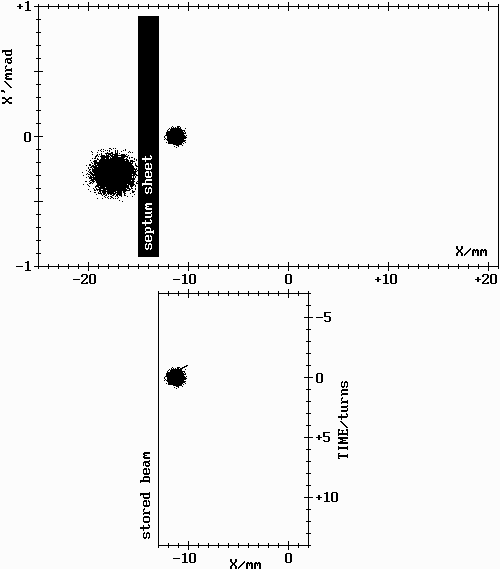 +1
X'/mrad
0
septum sheet
-1
X/mm
-20
-10
0
+10
+20
-5
0
+5
TIME/turns
+10
stored beam
-10
0
X/mm